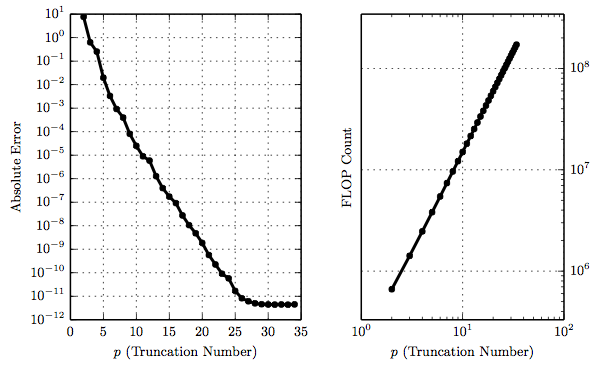 Absolute Error
10^1
10^0
10^-1
10^-2
10^-3
10^-4
10^-5
10^-6
10^-7
10^-8
10^-9
10^-10
10^-11
10^-12
0 5 10 15 20 25 30 35
p (Truncation Number)
FLOP Count
10^8
10^7
10^6
10^0 10^1 10^2
p (Truncation Number)